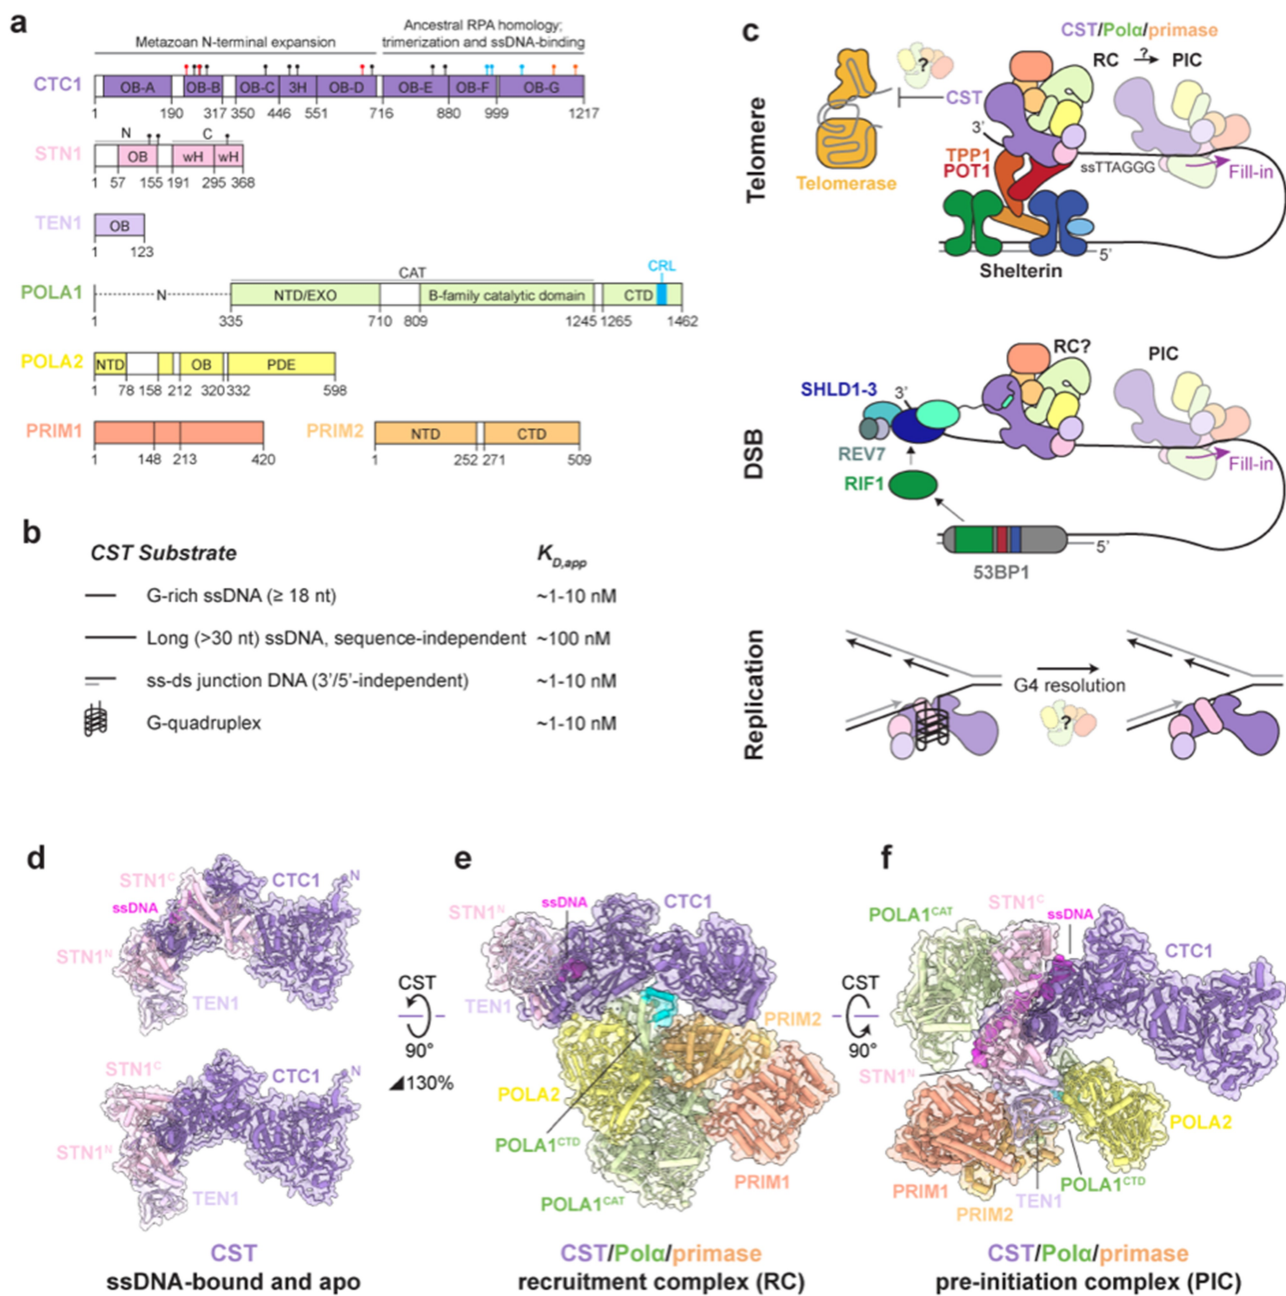 a
Metazoan N-terminal expansion
Ancestral RPA homology;
trimerization and ssDNA-binding
CTC1
OB-A
OB-B
OB-C
3H
OB-D
OB-E
OB-F
OB-G
1 190 317 350 446 551 716 880 999 1217
N C
STN1
OB
wH
wH
1 57 155 191 295 368
TEN1
OB
1 123
CAT
CRL
POLA1
N
NTD/EXO
B-family catalytic domain
CTD
1 335 710 809 1245 1265 1462
POLA2
NTD
OB
PDE
1 78 158 212 320 332 598
PRIM1
1 148 213 420
PRIM2
NTD
CTD
1 252 271 509
b
CST Substrate K D,app
G-rich ssDNA (≥ 18 nt) ~1-10 nM
Long (>30 nt) ssDNA, sequence-independent ~100 nM
ss-ds junction DNA (3'/5'-independent) ~1-10 nM
G-quadruplex ~1-10 nM
c
Telomere
CST/Polα/primase
RC ? PIC
?
CST
3'
TPP1
POT1
ssTTAGGG
Fill-in
Telomerase
5'
Shelterin
DSB
RC?
PIC
SHLD1-3
3'
REV7
Fill-in
RIF1
5'
53BP1
Replication
G4 resolution
?
d
STN1C
CTC1
N
ssDNA
STN1N
TEN1
STN1C
CTC1
N
STN1N
TEN1
CST
ssDNA-bound and apo
CST
90°
130%
e
STN1N
ssDNA
CTC1
TEN1
PRIM2
POLA2
POLA1CTD
PRIM1
POLA1CAT
CST/Polα/primase
recruitment complex (RC)
CST
90°
f
STN1C
POLA1CAT
ssDNA
CTC1
STN1N
POLA2
PRIM1
POLA1CTD
TEN1
PRIM2
CST/Polα/primase
pre-initiation complex (PIC)